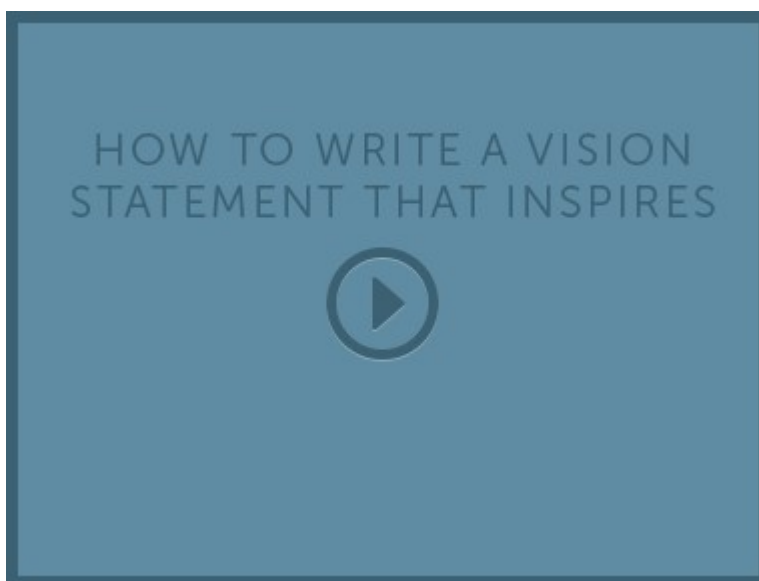 HOW TO WRITE A VISION
STATEMENT THAT INSPIRES